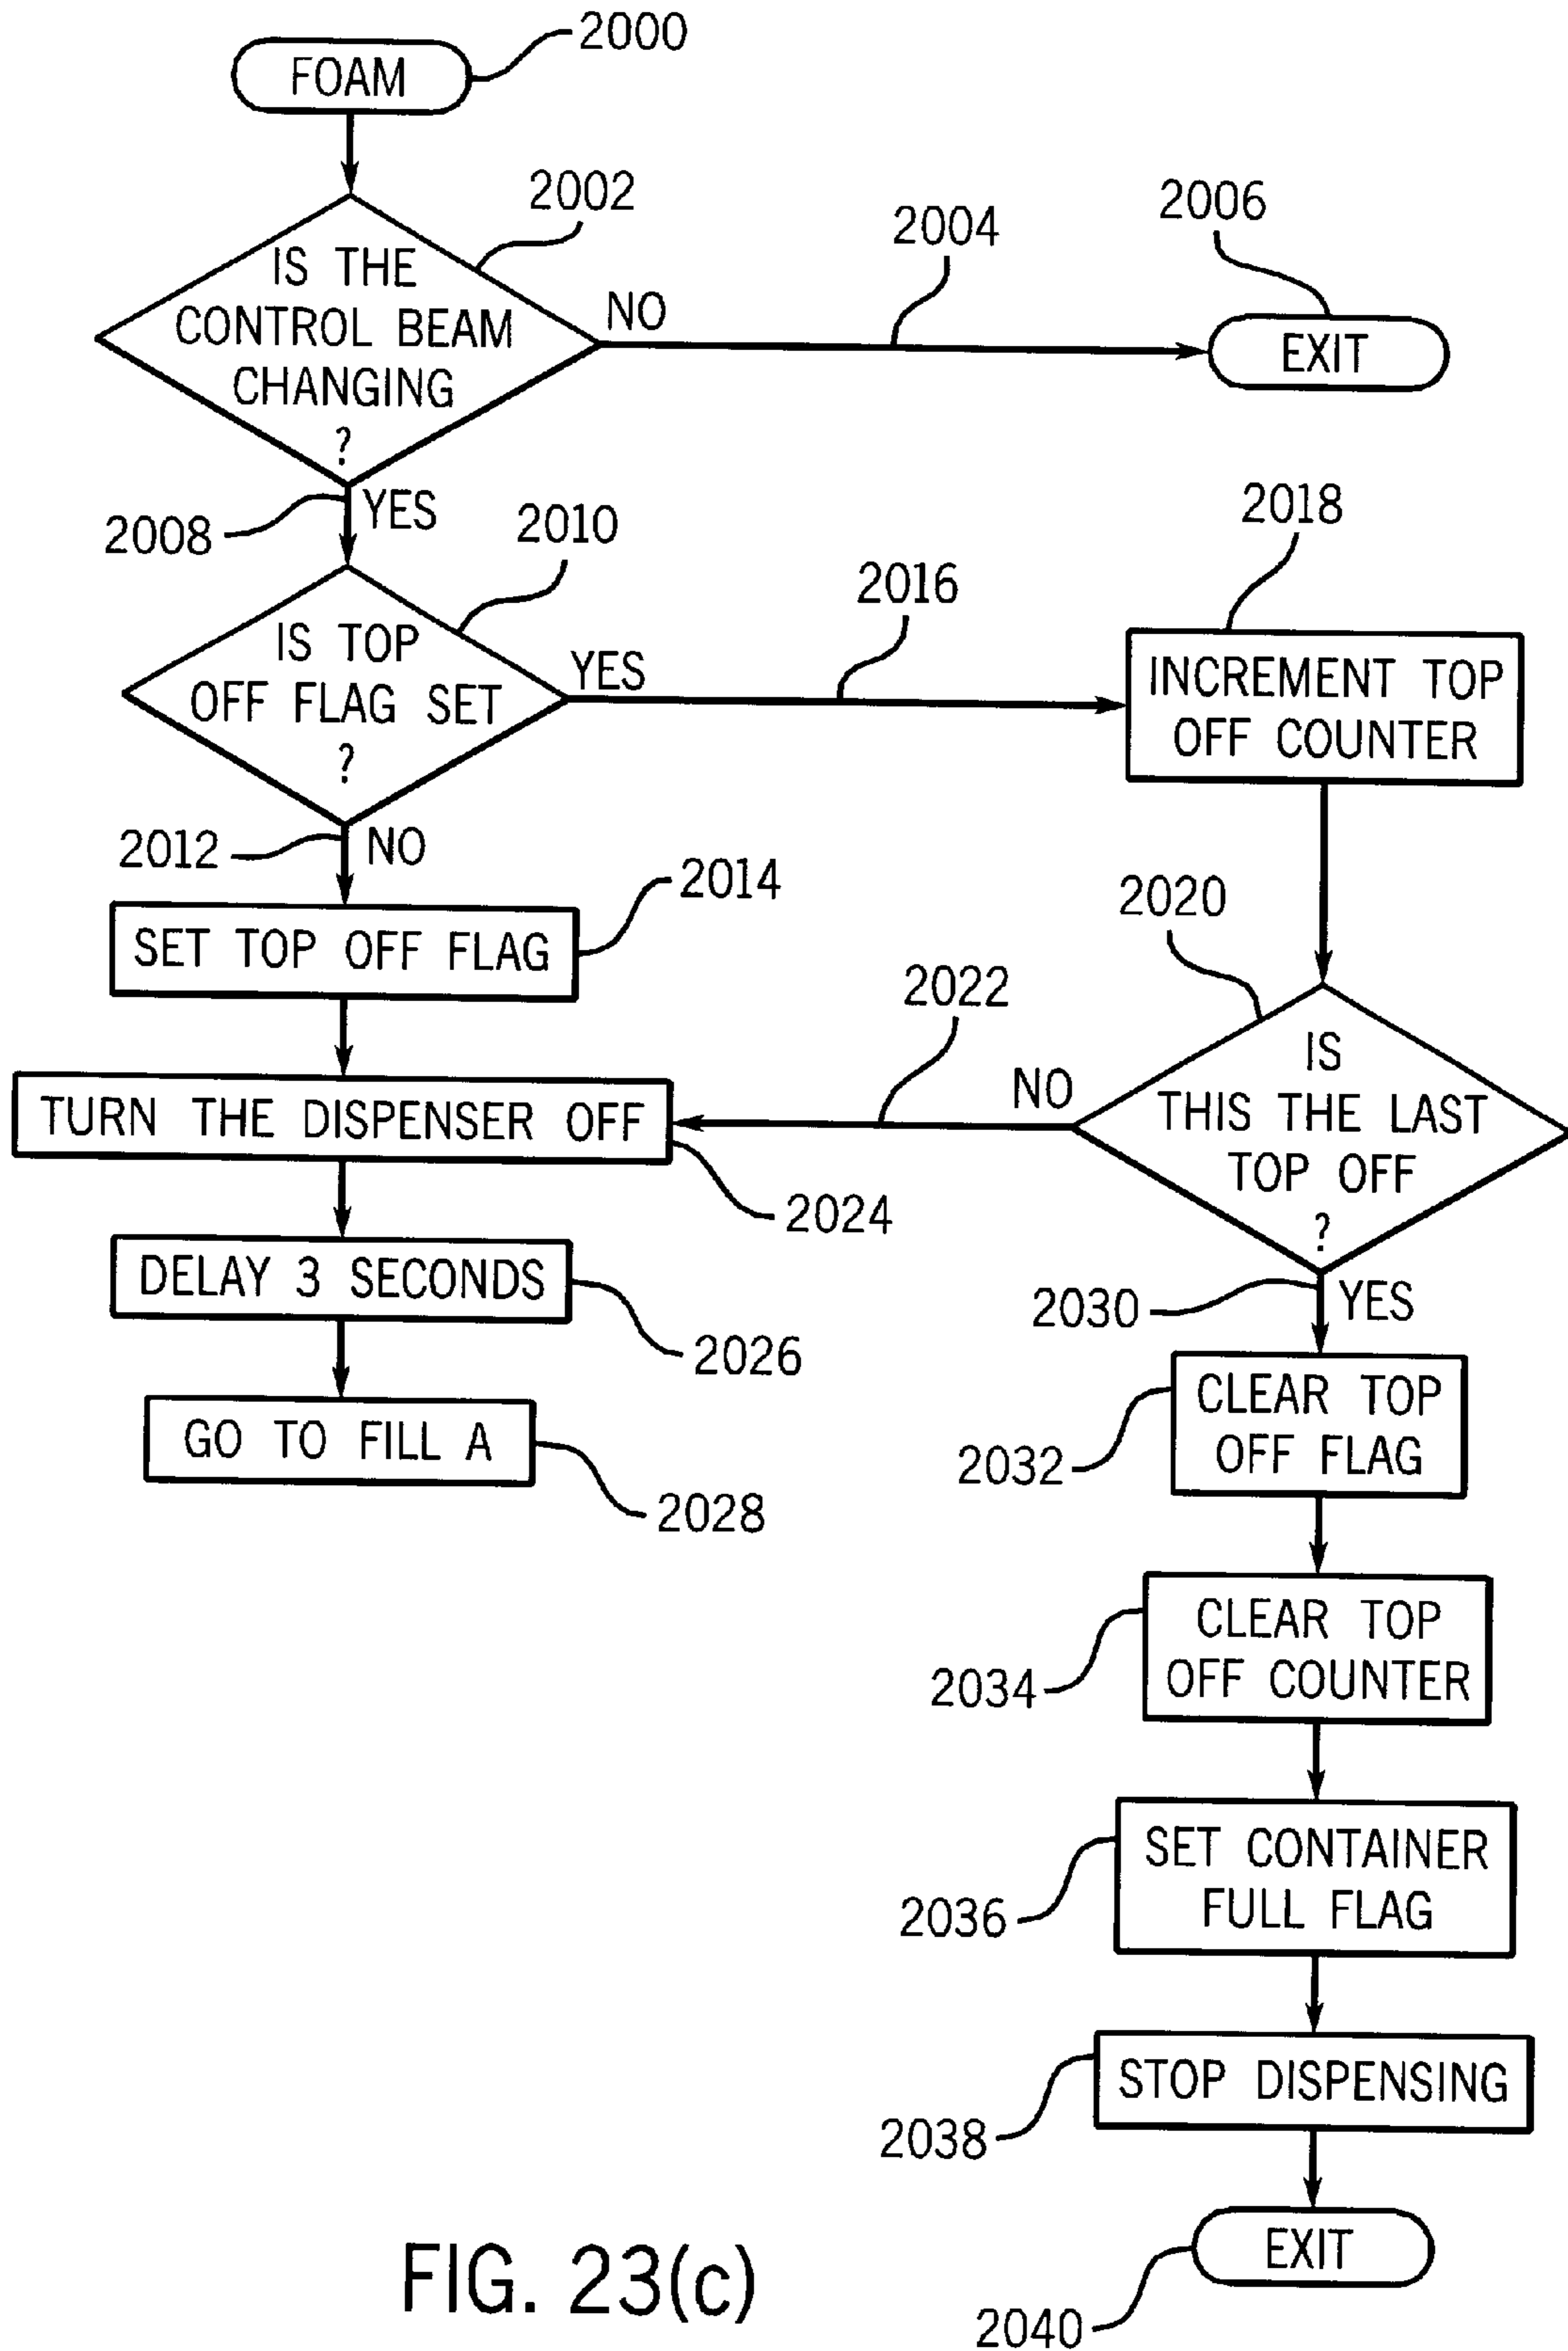 FOAM
2000
IS THE
CONTROL BEAM
CHANGING
?
2002
NO
2004
2006
EXIT
2008
YES
IS TOP
OFF FLAG SET
?
2010
YES
2016
2018
INCREMENT TOP
OFF COUNTER
2012
NO
SET TOP OFF FLAG
2014
2020
IS
THIS THE LAST
TOP OFF
?
NO
2022
TURN THE DISPENSER OFF
2024
DELAY 3 SECONDS
2026
GO TO FILL A
2028
2030
YES
CLEAR TOP
OFF FLAG
2032
CLEAR TOP
OFF COUNTER
2034
SET CONTAINER
FULL FLAG
2036
STOP DISPENSING
2038
EXIT
2040
FIG. 23(c)